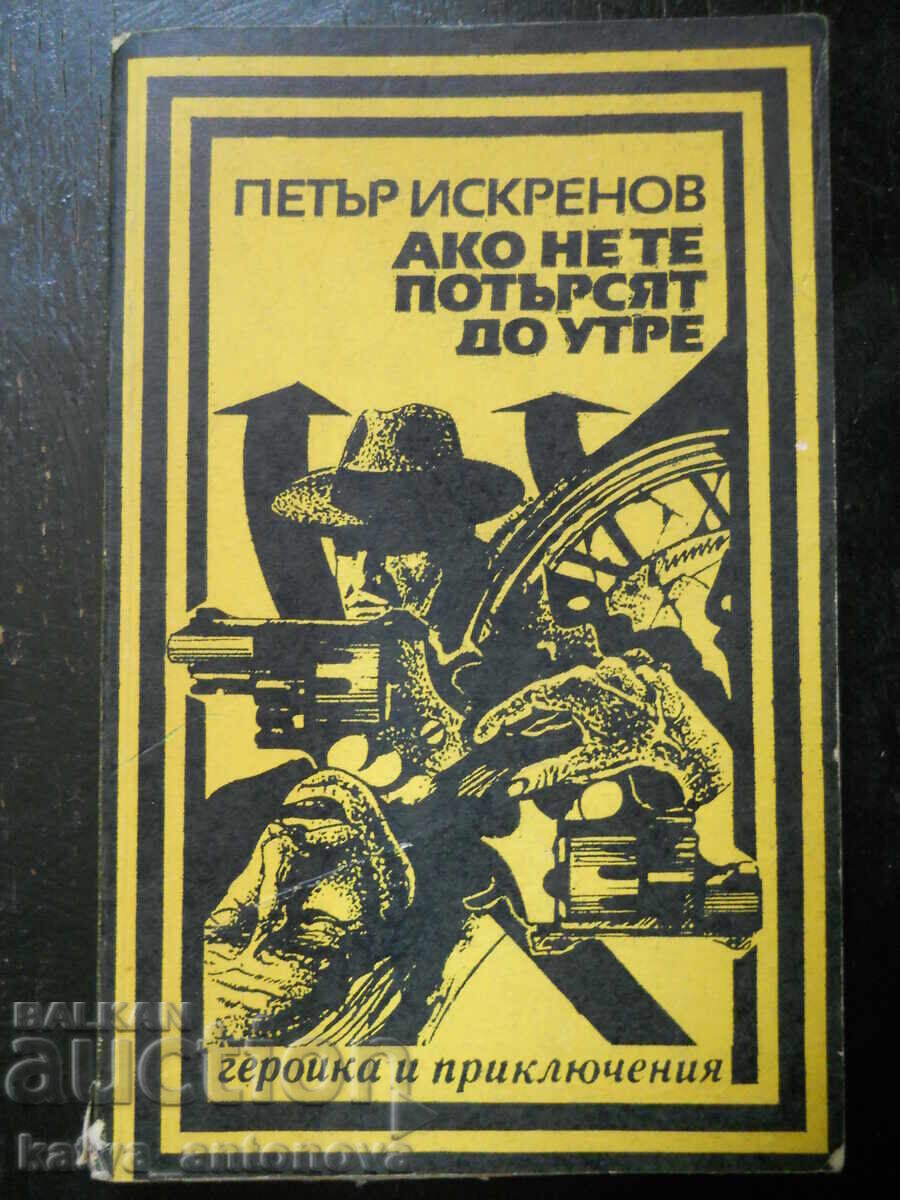 ПЕТЪР ИСКРЕНОВ
АКО НЕ ТЕ
ПОТЪРСЯТ
ДО УТРЕ
героика и приключения
BALKAN
auction
katya_antonova